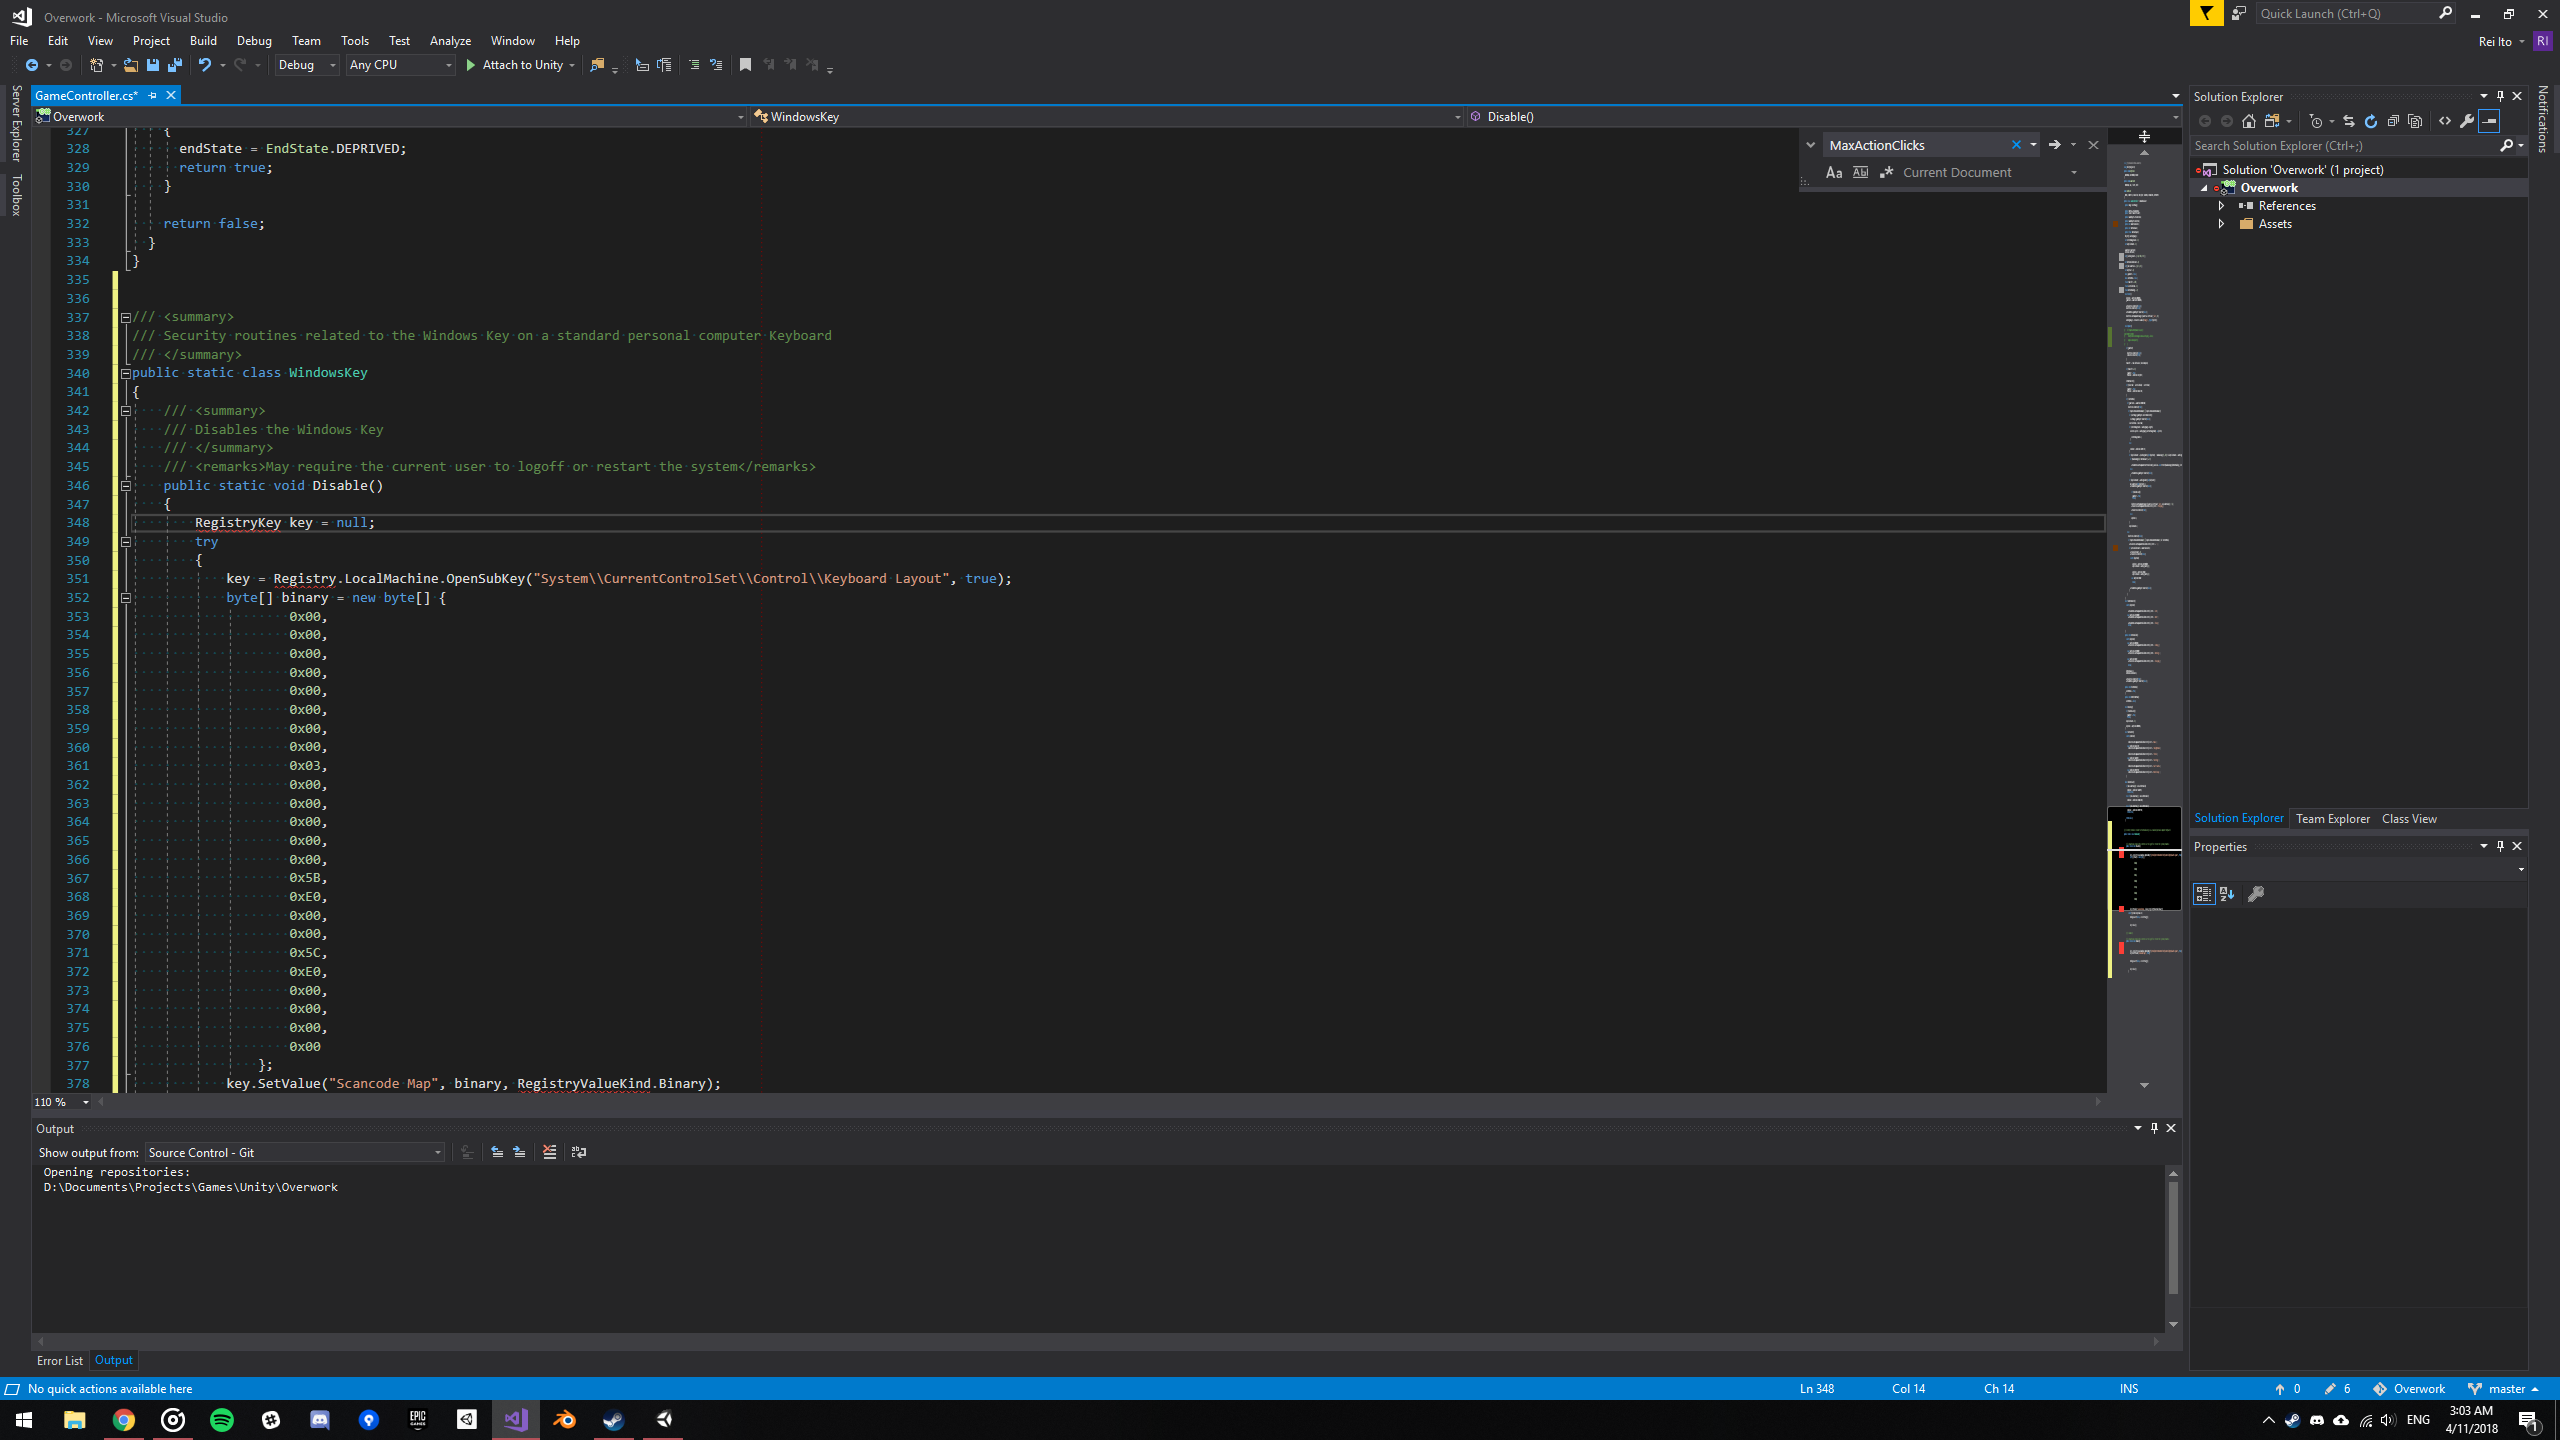 Overwork - Microsoft Visual Studio
Quick Launch (Ctrl+Q)
File Edit View Project Build Debug Team Tools Test Analyze Window Help
Rei Ito RI
Debug Any CPU Attach to Unity
Server Explorer
Toolbox
GameController.cs*
Overwork WindowsKey Disable()
MaxActionClicks
Aa Current Document
327 {
328 endState = EndState.DEPRIVED;
329 return true;
330 }
331
332 return false;
333 }
334 }
335
336
337 /// <summary>
338 /// Security routines related to the Windows Key on a standard personal computer Keyboard
339 /// </summary>
340 public static class WindowsKey
341 {
342 /// <summary>
343 /// Disables the Windows Key
344 /// </summary>
345 /// <remarks>May require the current user to logoff or restart the system</remarks>
346 public static void Disable()
347 {
348 RegistryKey key = null;
349 try
350 {
351 key = Registry.LocalMachine.OpenSubKey("System\\CurrentControlSet\\Control\\Keyboard Layout", true);
352 byte[] binary = new byte[] {
353 0x00,
354 0x00,
355 0x00,
356 0x00,
357 0x00,
358 0x00,
359 0x00,
360 0x00,
361 0x03,
362 0x00,
363 0x00,
364 0x00,
365 0x00,
366 0x00,
367 0x5B,
368 0xE0,
369 0x00,
370 0x00,
371 0x5C,
372 0xE0,
373 0x00,
374 0x00,
375 0x00,
376 0x00
377 };
378 key.SetValue("Scancode Map", binary, RegistryValueKind.Binary);
110 %
Solution Explorer
Search Solution Explorer (Ctrl+;)
Solution 'Overwork' (1 project)
Overwork
References
Assets
Solution Explorer Team Explorer Class View
Properties
Notifications
Output
Show output from: Source Control - Git
Opening repositories:
D:\Documents\Projects\Games\Unity\Overwork
Error List Output
No quick actions available here Ln 348 Col 14 Ch 14 INS 0 6 Overwork master
EPIC GAMES
ENG
3:03 AM
4/11/2018
1